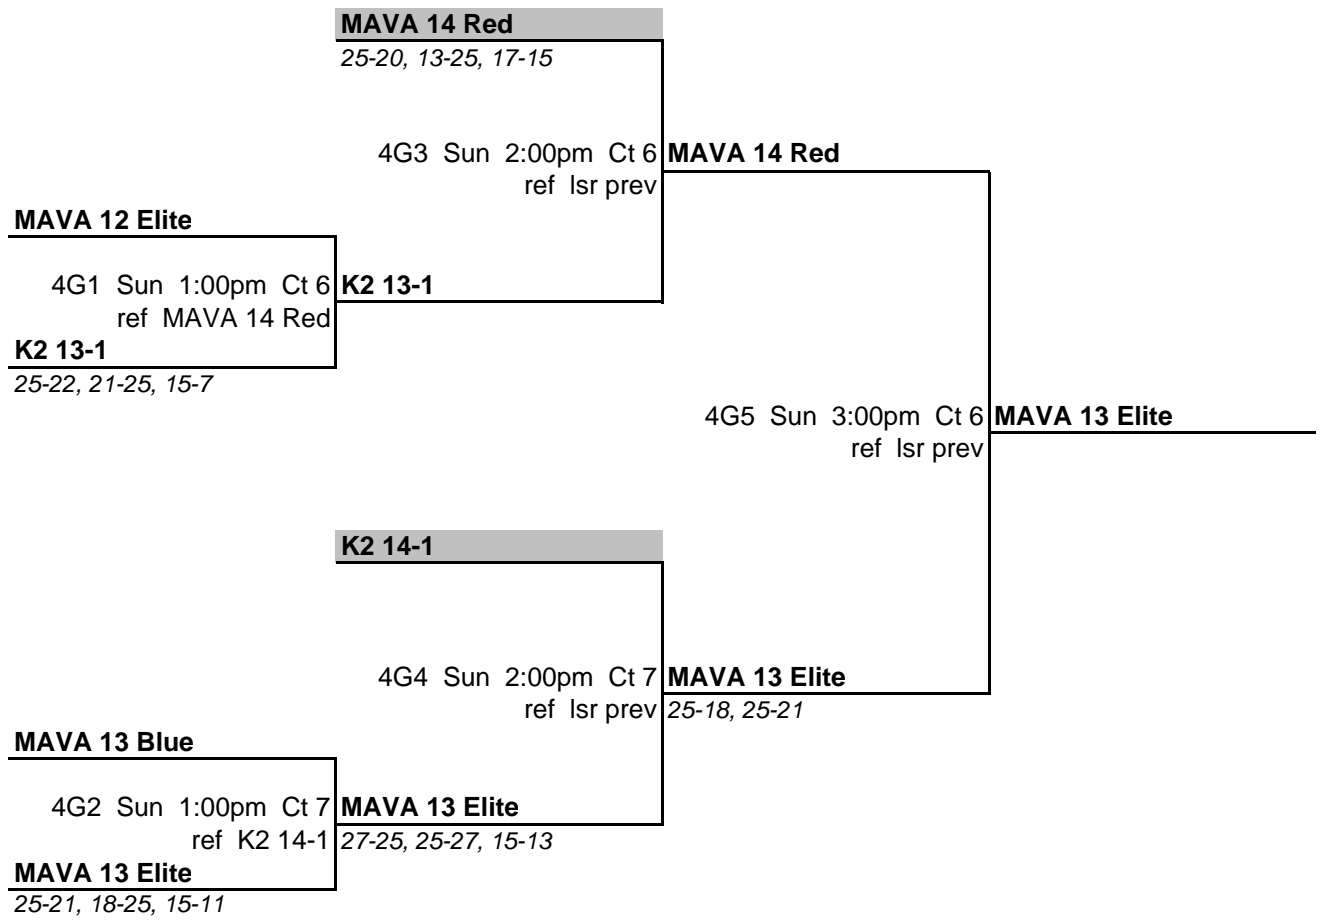 MAVA 14 Red
25-20, 13-25, 17-15
4G3 Sun 2:00pm Ct 6 MAVA 14 Red
ref lsr prev
MAVA 12 Elite
4G1 Sun 1:00pm Ct 6 K2 13-1
ref MAVA 14 Red
K2 13-1
25-22, 21-25, 15-7
4G5 Sun 3:00pm Ct 6 MAVA 13 Elite
ref lsr prev
K2 14-1
4G4 Sun 2:00pm Ct 7 MAVA 13 Elite
ref lsr prev 25-18, 25-21
MAVA 13 Blue
4G2 Sun 1:00pm Ct 7 MAVA 13 Elite
ref K2 14-1 27-25, 25-27, 15-13
MAVA 13 Elite
25-21, 18-25, 15-11